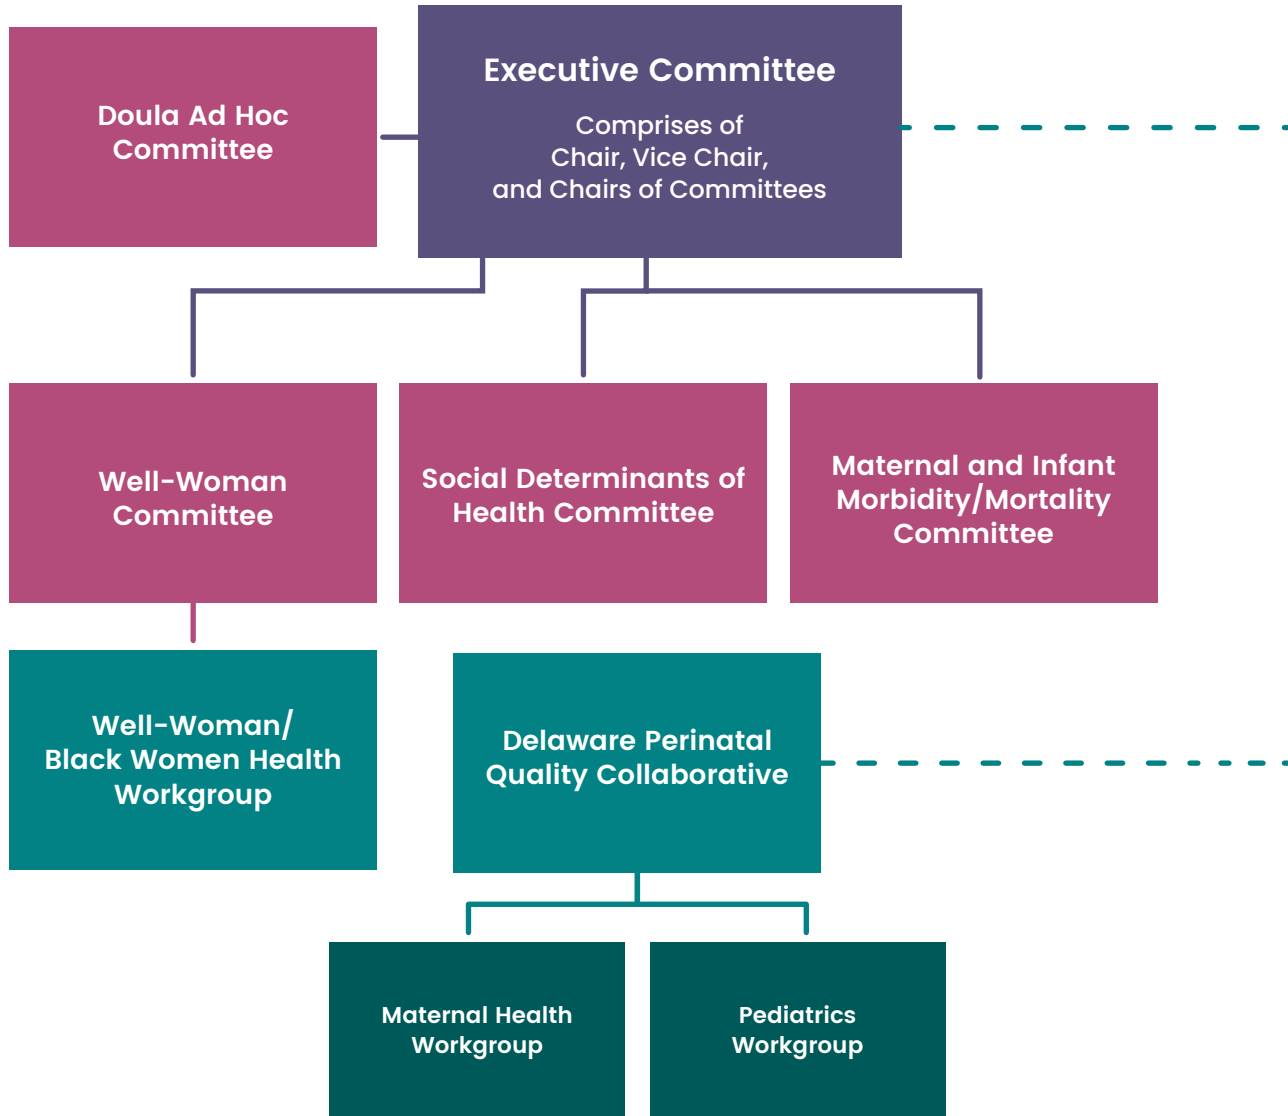 Doula Ad Hoc
Committee
Executive Committee
Comprises of
Chair, Vice Chair,
and Chairs of Committees
Well-Woman
Committee
Social Determinants of
Health Committee
Maternal and Infant
Morbidity/Mortality
Committee
Well-Woman/
Black Women Health
Workgroup
Delaware Perinatal
Quality Collaborative
Maternal Health
Workgroup
Pediatrics
Workgroup